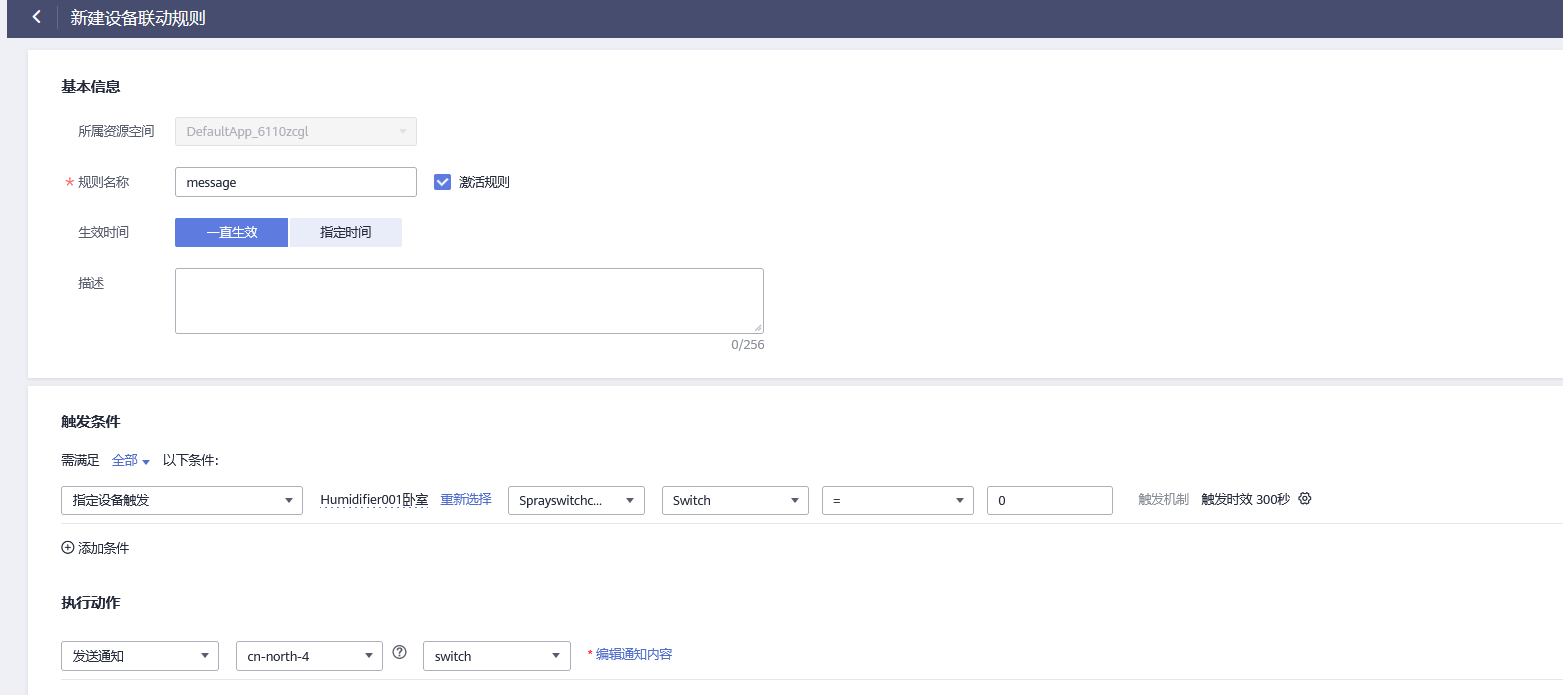 新建设备联动规则
基本信息
所属资源空间 DefaultApp_6110zcgl
* 规则名称 message 激活规则
生效时间 一直生效 指定时间
描述
0/256
触发条件
需满足 全部 以下条件:
指定设备触发 Humidifier001卧室 重新选择 Sprayswitchc... Switch = 0 触发机制 触发时效 300秒
添加条件
执行动作
发送通知 cn-north-4 switch * 编辑通知内容